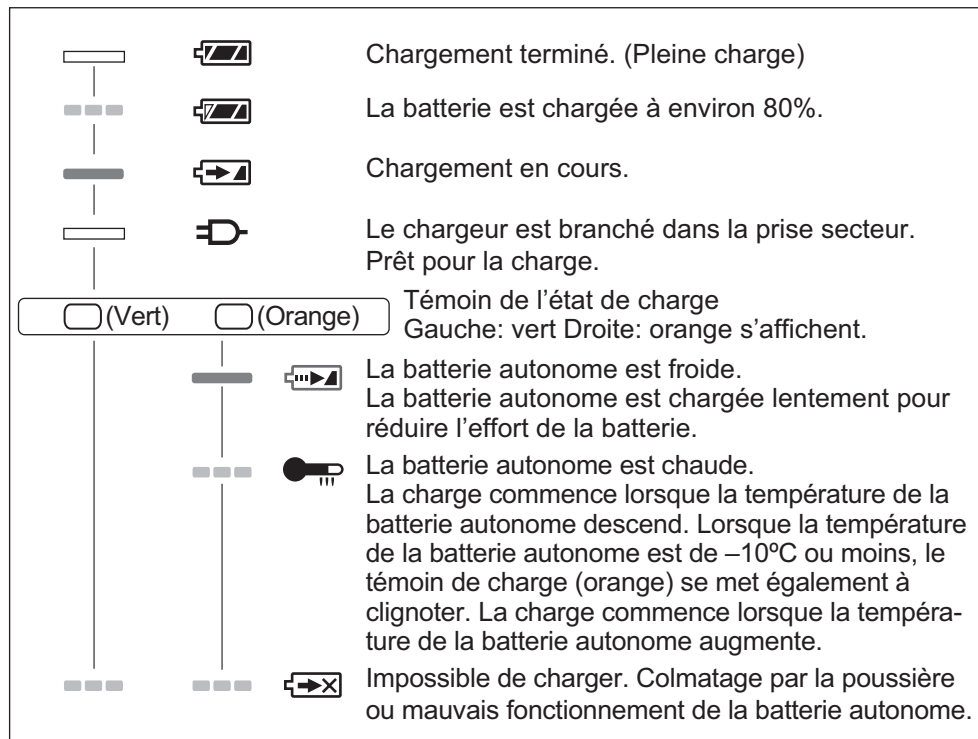 Chargement terminé. (Pleine charge)
La batterie est chargée à environ 80%.
Chargement en cours.
Le chargeur est branché dans la prise secteur.
Prêt pour la charge.
(Vert) (Orange)
Témoin de l’état de charge
Gauche: vert Droite: orange s’affichent.
La batterie autonome est froide.
La batterie autonome est chargée lentement pour
réduire l’effort de la batterie.
La batterie autonome est chaude.
La charge commence lorsque la température de la
batterie autonome descend. Lorsque la température
de la batterie autonome est de –10ºC ou moins, le
témoin de charge (orange) se met également à
clignoter. La charge commence lorsque la tempéra-
ture de la batterie autonome augmente.
Impossible de charger. Colmatage par la poussière
ou mauvais fonctionnement de la batterie autonome.